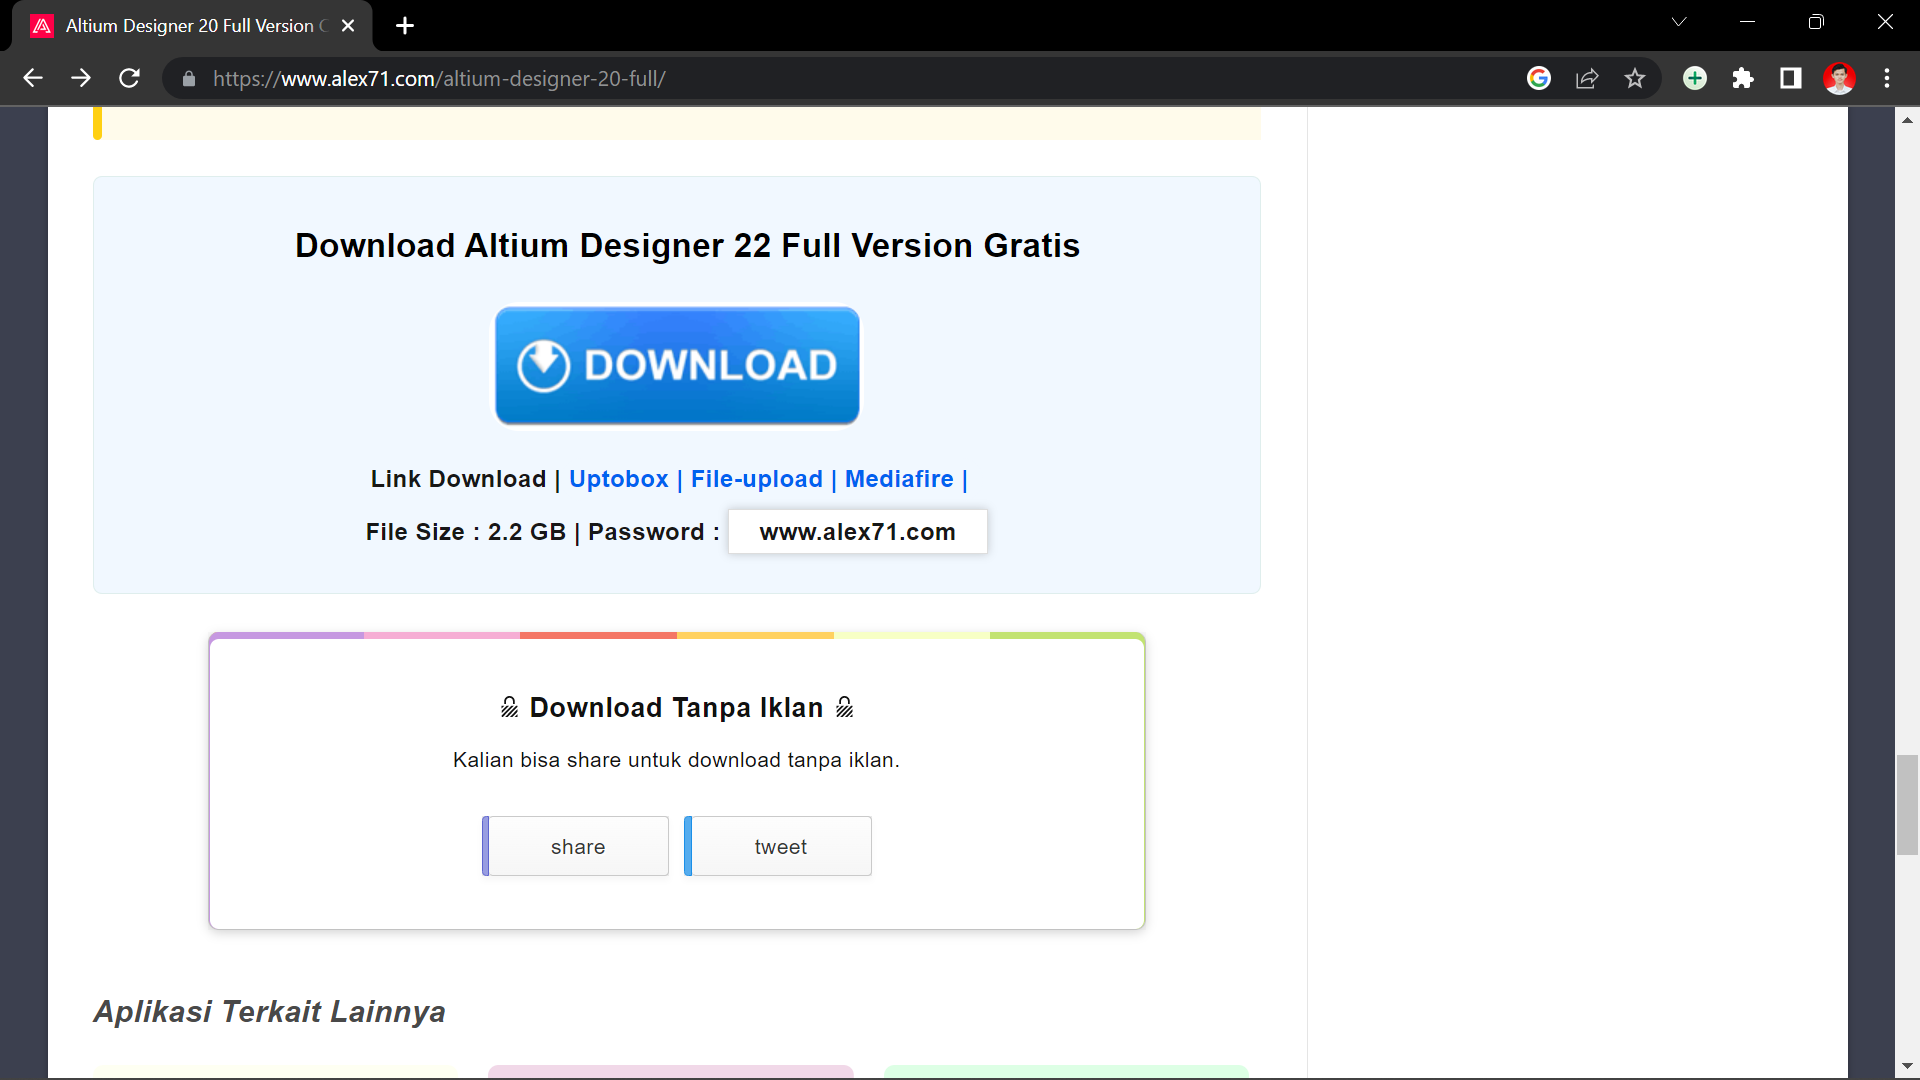 Altium Designer 20 Full Version
https://www.alex71.com/altium-designer-20-full/
Download Altium Designer 22 Full Version Gratis
DOWNLOAD
Link Download | Uptobox | File-upload | Mediafire |
File Size : 2.2 GB | Password : www.alex71.com
Download Tanpa Iklan
Kalian bisa share untuk download tanpa iklan.
share tweet
Aplikasi Terkait Lainnya